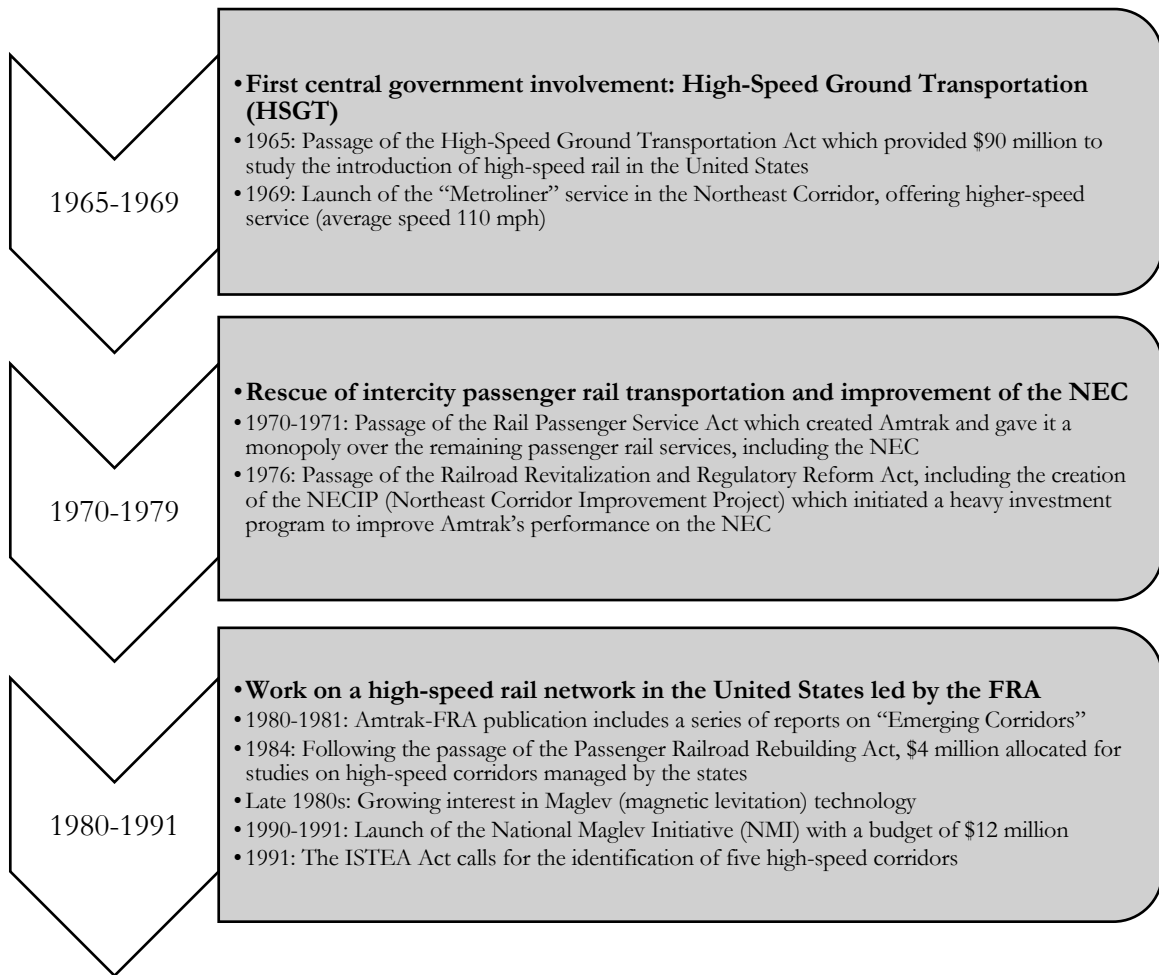 1965-1969
•First central government involvement: High-Speed Ground Transportation
(HSGT)
•1965: Passage of the High-Speed Ground Transportation Act which provided $90 million to
study the introduction of high-speed rail in the United States
•1969: Launch of the “Metroliner” service in the Northeast Corridor, offering higher-speed
service (average speed 110 mph)
1970-1979
•Rescue of intercity passenger rail transportation and improvement of the NEC
•1970-1971: Passage of the Rail Passenger Service Act which created Amtrak and gave it a
monopoly over the remaining passenger rail services, including the NEC
•1976: Passage of the Railroad Revitalization and Regulatory Reform Act, including the creation
of the NECIP (Northeast Corridor Improvement Project) which initiated a heavy investment
program to improve Amtrak’s performance on the NEC
1980-1991
•Work on a high-speed rail network in the United States led by the FRA
•1980-1981: Amtrak-FRA publication includes a series of reports on “Emerging Corridors”
•1984: Following the passage of the Passenger Railroad Rebuilding Act, $4 million allocated for
studies on high-speed corridors managed by the states
•Late 1980s: Growing interest in Maglev (magnetic levitation) technology
•1990-1991: Launch of the National Maglev Initiative (NMI) with a budget of $12 million
•1991: The ISTEA Act calls for the identification of five high-speed corridors